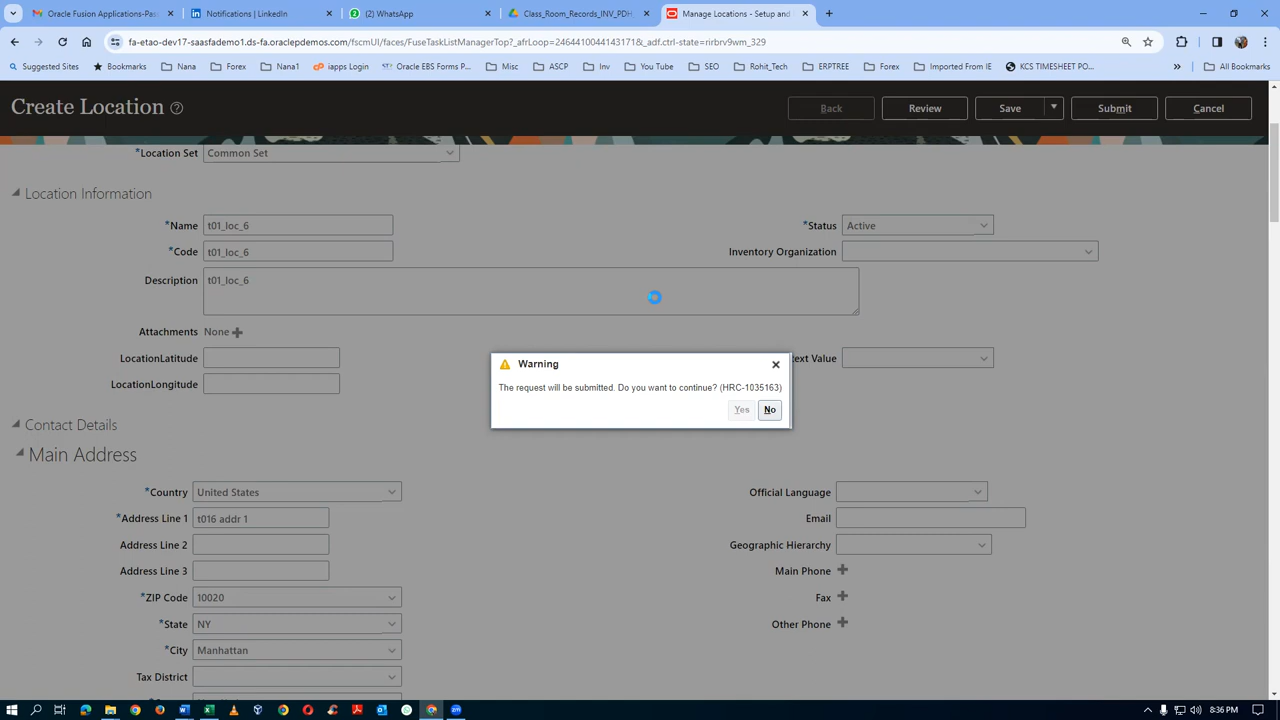 Oracle Fusion Applications-Pas
Notifications | LinkedIn
(2) WhatsApp
Class_Room_Records_INV_PDH
Manage Locations - Setup and
fa-etao-dev17-saasfademo1.ds-fa.oraclepdemos.com/fscmUI/faces/FuseTaskListManagerTop?_afrLoop=2464410044143171&_adf.ctrl-state=rirbrv9wm_329
Suggested Sites
Bookmarks
Nana
Forex
Nana1
iapps Login
Oracle EBS Forms P...
Misc
ASCP
Inv
You Tube
SEO
Rohit_Tech
ERPTREE
Forex
Imported From IE
KCS TIMESHEET PO...
»
All Bookmarks
Create Location
Back
Review
Save
Submit
Cancel
*Location Set Common Set
Location Information
*Name t01_loc_6
*Status Active
*Code t01_loc_6
Inventory Organization
Description t01_loc_6
Attachments None
LocationLatitude
ext Value
LocationLongitude
Warning
The request will be submitted. Do you want to continue? (HRC-1035163)
Yes No
Contact Details
Main Address
*Country United States
Official Language
*Address Line 1 t016 addr 1
Email
Address Line 2
Geographic Hierarchy
Address Line 3
Main Phone
*ZIP Code 10020
Fax
*State NY
Other Phone
*City Manhattan
Tax District
8:36 PM